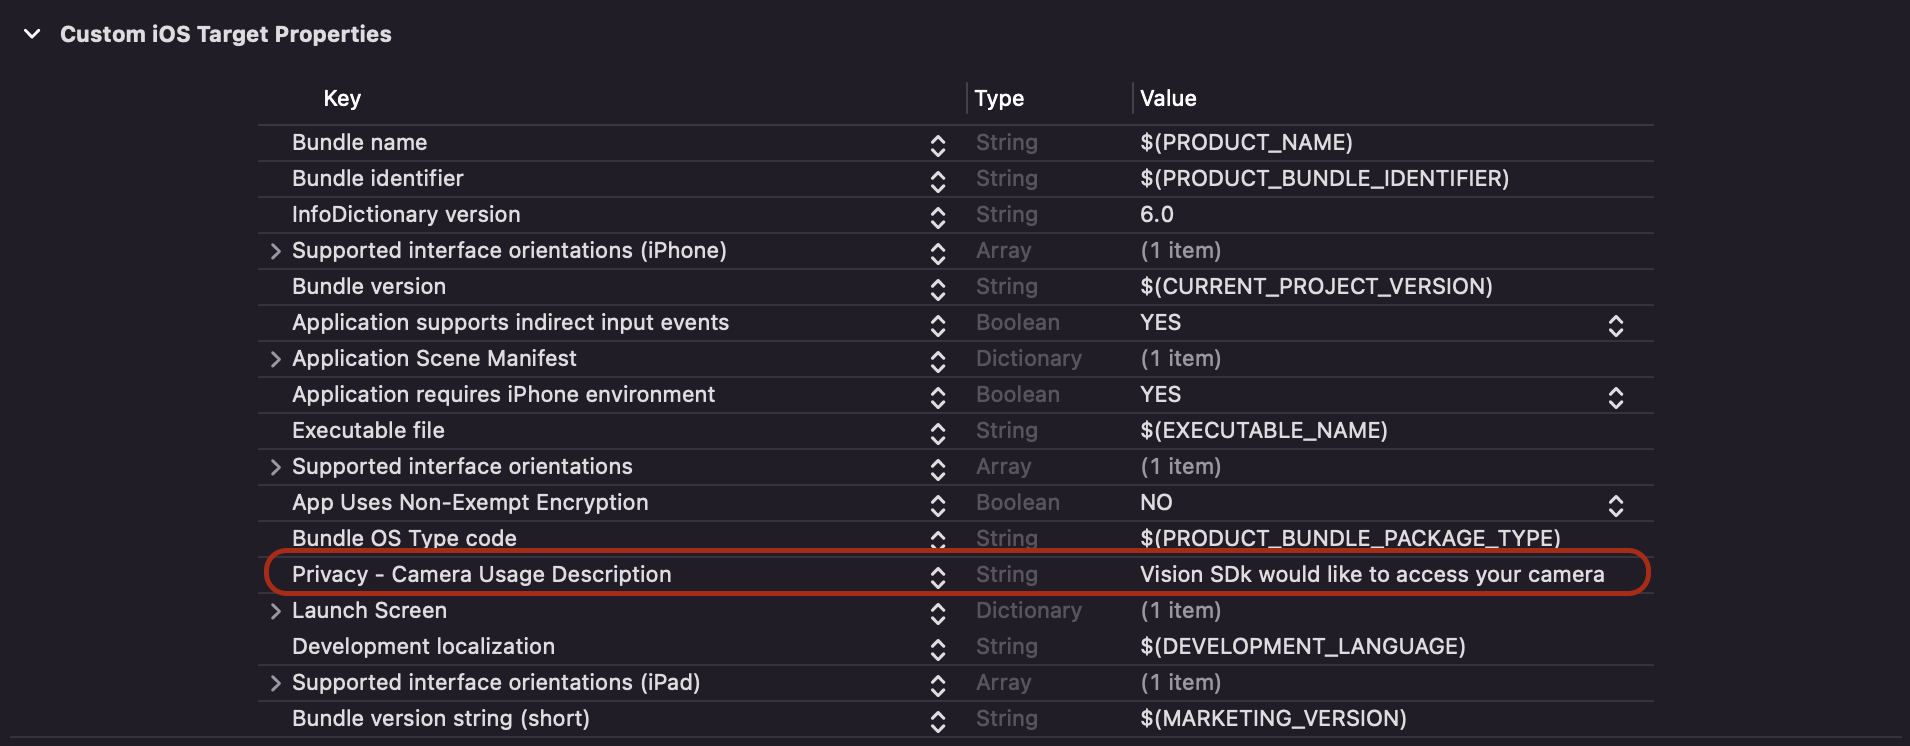 Custom iOS Target Properties
Key Type Value
Bundle name String $(PRODUCT_NAME)
Bundle identifier String $(PRODUCT_BUNDLE_IDENTIFIER)
InfoDictionary version String 6.0
Supported interface orientations (iPhone) Array (1 item)
Bundle version String $(CURRENT_PROJECT_VERSION)
Application supports indirect input events Boolean YES
Application Scene Manifest Dictionary (1 item)
Application requires iPhone environment Boolean YES
Executable file String $(EXECUTABLE_NAME)
Supported interface orientations Array (1 item)
App Uses Non-Exempt Encryption Boolean NO
Bundle OS Type code String $(PRODUCT_BUNDLE_PACKAGE_TYPE)
Privacy - Camera Usage Description String Vision SDk would like to access your camera
Launch Screen Dictionary (1 item)
Development localization String $(DEVELOPMENT_LANGUAGE)
Supported interface orientations (iPad) Array (1 item)
Bundle version string (short) String $(MARKETING_VERSION)